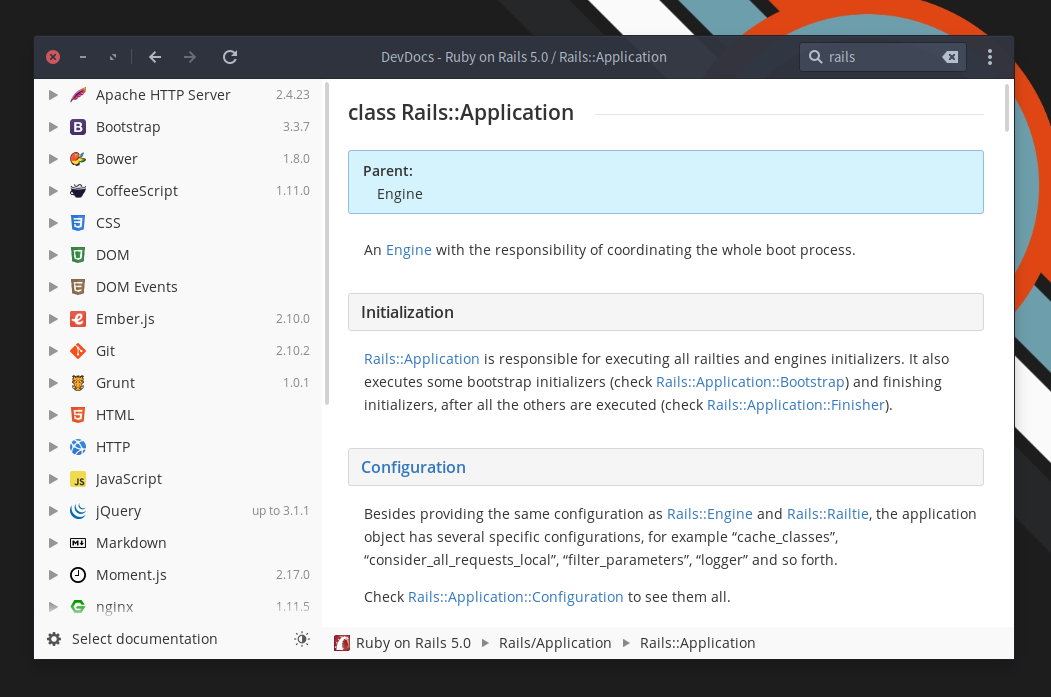 DevDocs - Ruby on Rails 5.0 / Rails::Application
rails
Apache HTTP Server 2.4.23
Bootstrap 3.3.7
Bower 1.8.0
CoffeeScript 1.11.0
CSS
DOM
DOM Events
Ember.js 2.10.0
Git 2.10.2
Grunt 1.0.1
HTML
HTTP
JavaScript
jQuery up to 3.1.1
Markdown
Moment.js 2.17.0
nginx 1.11.5
Select documentation
class Rails::Application
Parent:
Engine
An Engine with the responsibility of coordinating the whole boot process.
Initialization
Rails::Application is responsible for executing all railties and engines initializers. It also
executes some bootstrap initializers (check Rails::Application::Bootstrap) and finishing
initializers, after all the others are executed (check Rails::Application::Finisher).
Configuration
Besides providing the same configuration as Rails::Engine and Rails::Railtie, the application
object has several specific configurations, for example “cache_classes”,
“consider_all_requests_local”, “filter_parameters”, “logger” and so forth.
Check Rails::Application::Configuration to see them all.
Ruby on Rails 5.0 Rails/Application Rails::Application